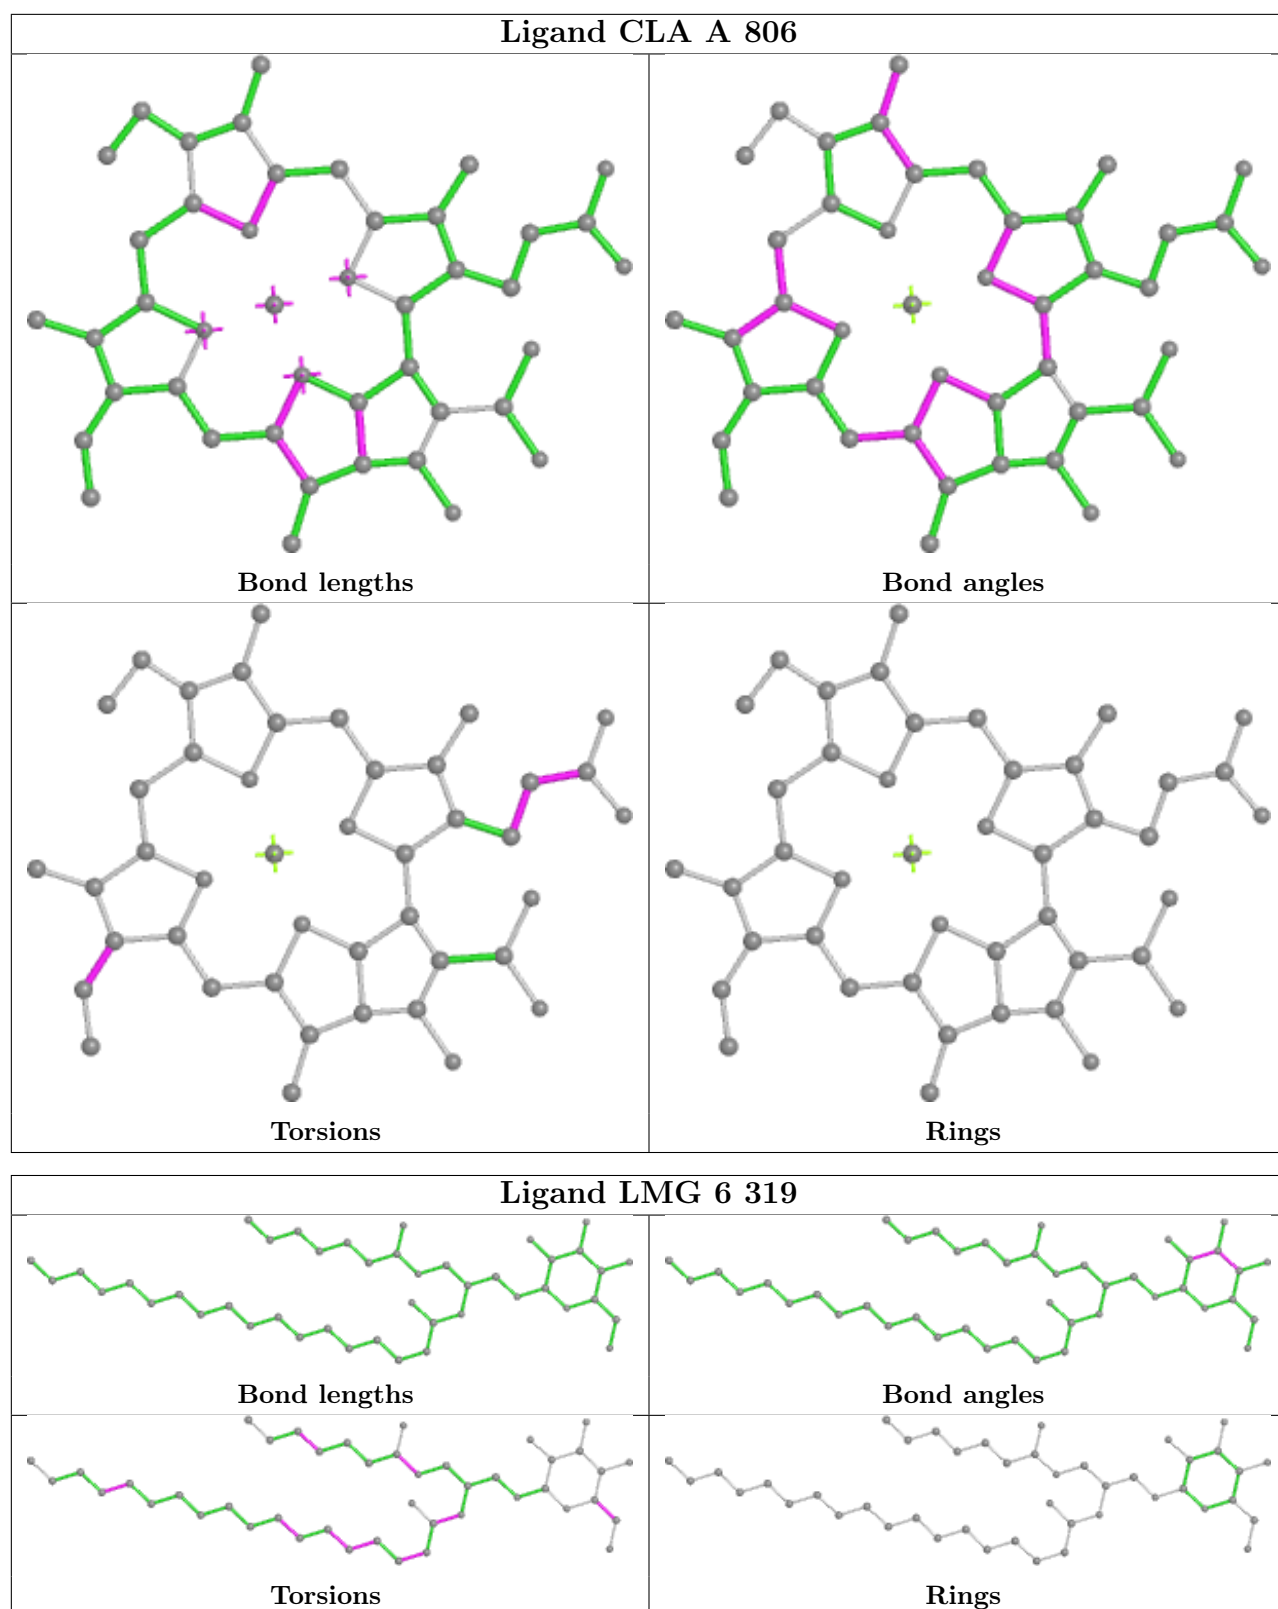 Ligand CLA A 806
Bond lengths
Bond angles
Torsions
Rings
Ligand LMG 6 319
Bond lengths
Bond angles
Torsions
Rings